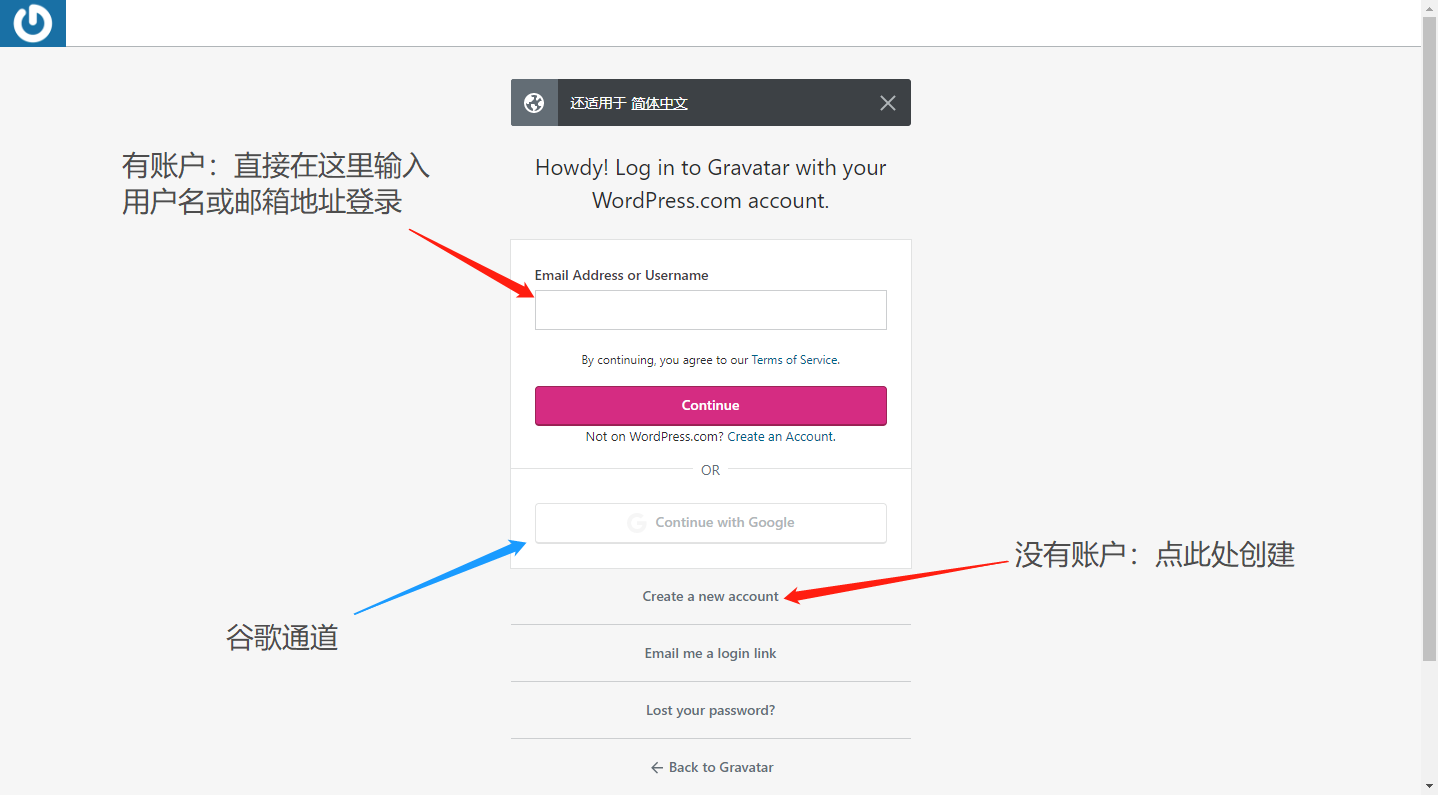 还适用于 简体中文
有账户：直接在这里输入
用户名或邮箱地址登录
Howdy! Log in to Gravatar with your
WordPress.com account.
Email Address or Username
By continuing, you agree to our Terms of Service.
Continue
Not on WordPress.com? Create an Account.
OR
Continue with Google
没有账户：点此处创建
Create a new account
谷歌通道
Email me a login link
Lost your password?
Back to Gravatar